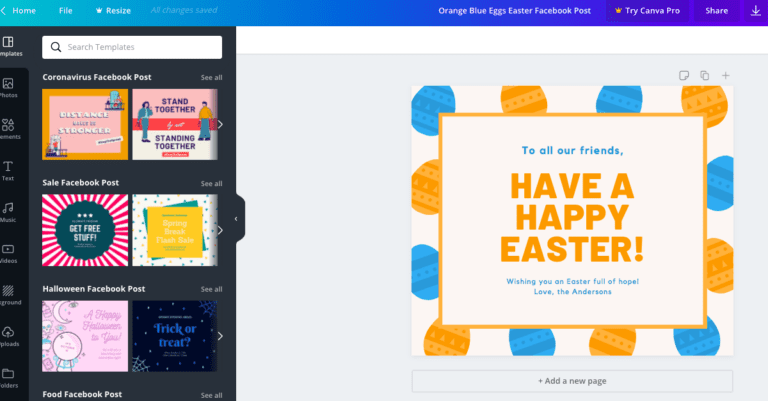 Home
File
Resize
All changes saved
Orange Blue Eggs Easter Facebook Post
Try Canva Pro
Share
mplates
Photos
ements
Text
Music
Videos
kground
ploads
Folders
Search Templates
Coronavirus Facebook Post
See all
DISTANCE
MAKES US
STRONGER
STAND
TOGETHER
by not
STANDING
TOGETHER
Sale Facebook Post
See all
GET FREE
STUFF!
Spring
Break
Flash Sale
Halloween Facebook Post
See all
A Happy
Halloween
to You!
Trick or
treat?
Food Facebook Post
See all
To all our friends,
HAVE A
HAPPY
EASTER!
Wishing you an Easter full of hope!
Love, the Andersons
+ Add a new page